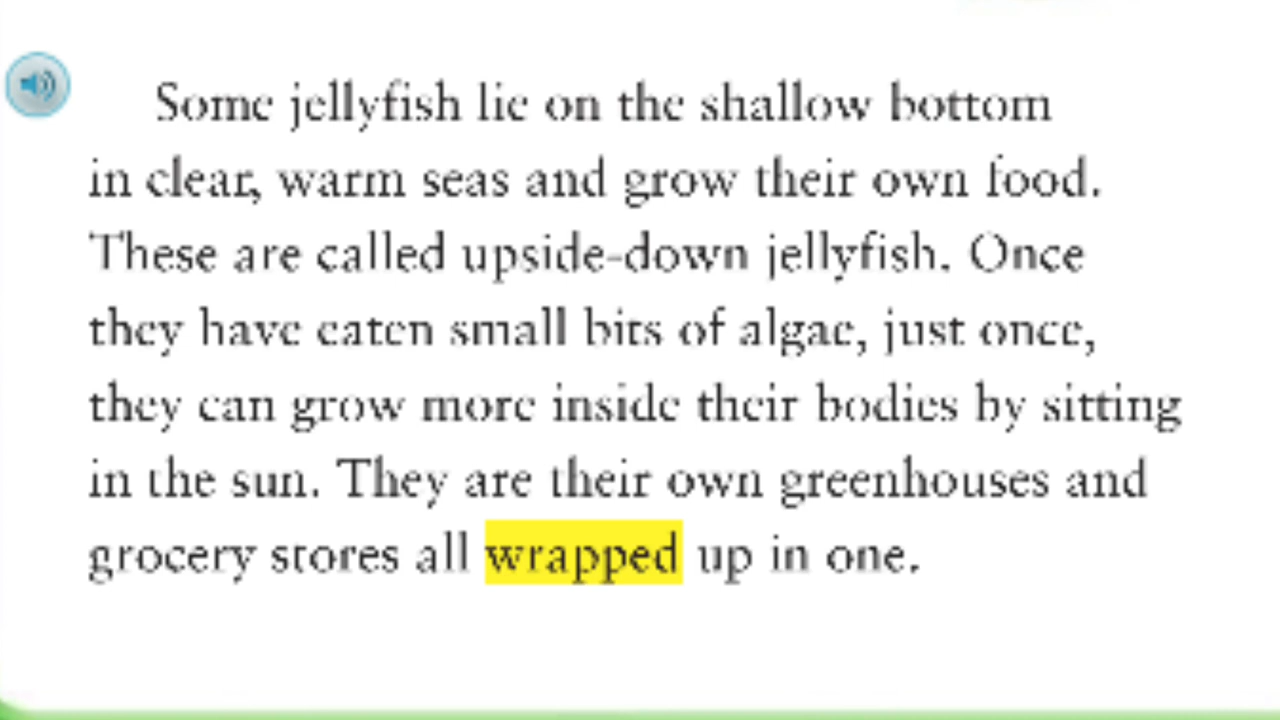 Some jellyfish lie on the shallow bottom
in clear, warm seas and grow their own food.
These are called upside-down jellyfish. Once
they have eaten small bits of algae, just once,
they can grow more inside their bodies by sitting
in the sun. They are their own greenhouses and
grocery stores all wrapped up in one.